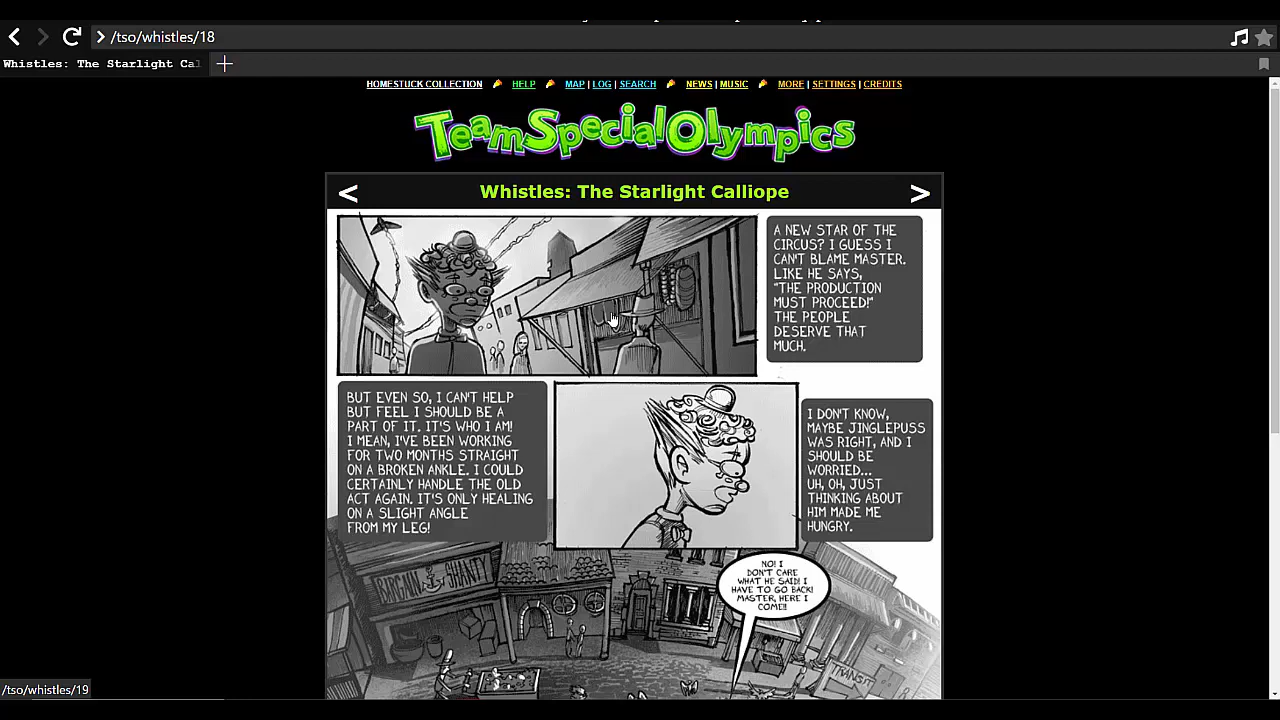 /tso/whistles/18
Whistles: The Starlight Cal
HOMESTUCK COLLECTION HELP MAP | LOG | SEARCH NEWS | MUSIC MORE | SETTINGS | CREDITS
TeamSpecialOlympics
< Whistles: The Starlight Calliope >
A NEW STAR OF THE
CIRCUS? I GUESS I
CAN'T BLAME MASTER.
LIKE HE SAYS,
"THE PRODUCTION
MUST PROCEED!"
THE PEOPLE
DESERVE THAT
MUCH.
BUT EVEN SO, I CAN'T HELP
BUT FEEL I SHOULD BE A
PART OF IT. IT'S WHO I AM!
I MEAN, I'VE BEEN WORKING
FOR TWO MONTHS STRAIGHT
ON A BROKEN ANKLE. I COULD
CERTAINLY HANDLE THE OLD
ACT AGAIN. IT'S ONLY HEALING
ON A SLIGHT ANGLE
FROM MY LEG!
I DON'T KNOW,
MAYBE JINGLEPUSS
WAS RIGHT, AND I
SHOULD BE
WORRIED...
UH, OH, JUST
THINKING ABOUT
HIM MADE ME
HUNGRY.
NO! I
DON'T CARE
WHAT HE SAID! I
HAVE TO GO BACK!
MASTER, HERE I
COME!!
SHANTY
TRANSIT
/tso/whistles/19